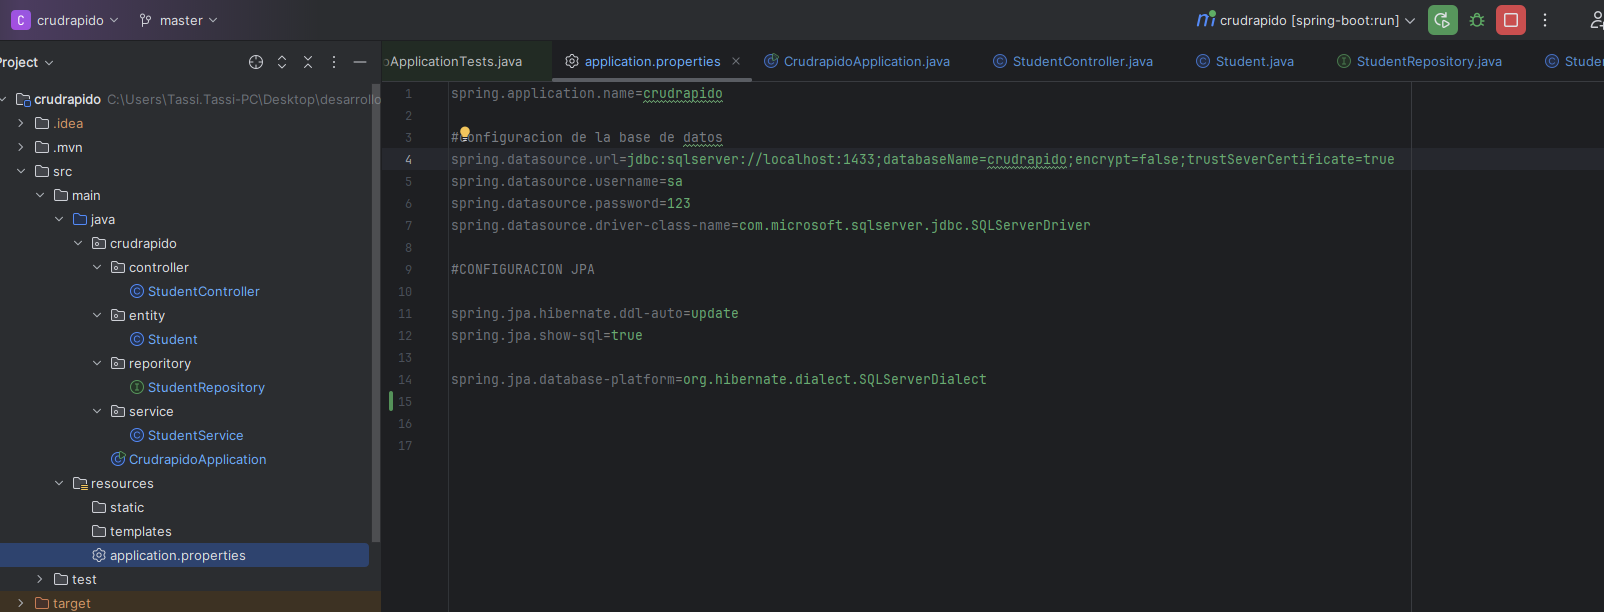 C crudrapido master crudrapido [spring-boot:run]
Project
oApplicationTests.java application.properties CrudrapidoApplication.java StudentController.java Student.java StudentRepository.java Stude
crudrapido C:\Users\Tassi.Tassi-PC\Desktop\desarrollo
.idea
.mvn
src
main
java
crudrapido
controller
StudentController
entity
Student
reporitory
StudentRepository
service
StudentService
CrudrapidoApplication
resources
static
templates
application.properties
test
target
1 spring.application.name=crudrapido
2
3 #Configuracion de la base de datos
4 spring.datasource.url=jdbc:sqlserver://localhost:1433;databaseName=crudrapido;encrypt=false;trustSeverCertificate=true
5 spring.datasource.username=sa
6 spring.datasource.password=123
7 spring.datasource.driver-class-name=com.microsoft.sqlserver.jdbc.SQLServerDriver
8
9 #CONFIGURACION JPA
10
11 spring.jpa.hibernate.ddl-auto=update
12 spring.jpa.show-sql=true
13
14 spring.jpa.database-platform=org.hibernate.dialect.SQLServerDialect
15
16
17